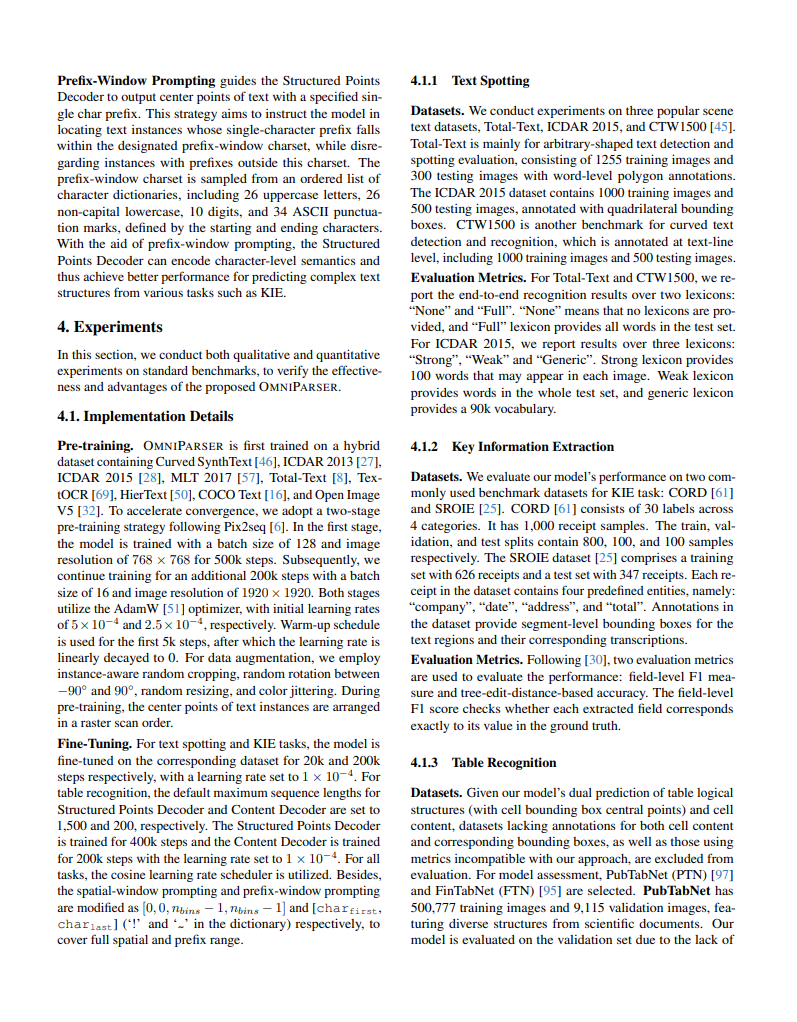 Prefix-Window Prompting guides the Structured Points
Decoder to output center points of text with a specified sin-
gle char prefix. This strategy aims to instruct the model in
locating text instances whose single-character prefix falls
within the designated prefix-window charset, while disre-
garding instances with prefixes outside this charset. The
prefix-window charset is sampled from an ordered list of
character dictionaries, including 26 uppercase letters, 26
non-capital lowercase, 10 digits, and 34 ASCII punctua-
tion marks, defined by the starting and ending characters.
With the aid of prefix-window prompting, the Structured
Points Decoder can encode character-level semantics and
thus achieve better performance for predicting complex text
structures from various tasks such as KIE.
4. Experiments
In this section, we conduct both qualitative and quantitative
experiments on standard benchmarks, to verify the effective-
ness and advantages of the proposed OMNIPARSER.
4.1. Implementation Details
Pre-training. OMNIPARSER is first trained on a hybrid
dataset containing Curved SynthText [46], ICDAR 2013 [27],
ICDAR 2015 [28], MLT 2017 [57], Total-Text [8], Tex-
tOCR [69], HierText [50], COCO Text [16], and Open Image
V5 [32]. To accelerate convergence, we adopt a two-stage
pre-training strategy following Pix2seq [6]. In the first stage,
the model is trained with a batch size of 128 and image
resolution of 768 × 768 for 500k steps. Subsequently, we
continue training for an additional 200k steps with a batch
size of 16 and image resolution of 1920 × 1920. Both stages
utilize the AdamW [51] optimizer, with initial learning rates
of 5×10⁻⁴ and 2.5×10⁻⁴, respectively. Warm-up schedule
is used for the first 5k steps, after which the learning rate is
linearly decayed to 0. For data augmentation, we employ
instance-aware random cropping, random rotation between
−90° and 90°, random resizing, and color jittering. During
pre-training, the center points of text instances are arranged
in a raster scan order.
Fine-Tuning. For text spotting and KIE tasks, the model is
fine-tuned on the corresponding dataset for 20k and 200k
steps respectively, with a learning rate set to 1 × 10⁻⁴. For
table recognition, the default maximum sequence lengths for
Structured Points Decoder and Content Decoder are set to
1,500 and 200, respectively. The Structured Points Decoder
is trained for 400k steps and the Content Decoder is trained
for 200k steps with the learning rate set to 1 × 10⁻⁴. For all
tasks, the cosine learning rate scheduler is utilized. Besides,
the spatial-window prompting and prefix-window prompting
are modified as [0, 0, n_bins − 1, n_bins − 1] and [char_first,
char_last] (‘!’ and ‘~’ in the dictionary) respectively, to
cover full spatial and prefix range.
4.1.1 Text Spotting
Datasets. We conduct experiments on three popular scene
text datasets, Total-Text, ICDAR 2015, and CTW1500 [45].
Total-Text is mainly for arbitrary-shaped text detection and
spotting evaluation, consisting of 1255 training images and
300 testing images with word-level polygon annotations.
The ICDAR 2015 dataset contains 1000 training images and
500 testing images, annotated with quadrilateral bounding
boxes. CTW1500 is another benchmark for curved text
detection and recognition, which is annotated at text-line
level, including 1000 training images and 500 testing images.
Evaluation Metrics. For Total-Text and CTW1500, we re-
port the end-to-end recognition results over two lexicons:
“None” and “Full”. “None” means that no lexicons are pro-
vided, and “Full” lexicon provides all words in the test set.
For ICDAR 2015, we report results over three lexicons:
“Strong”, “Weak” and “Generic”. Strong lexicon provides
100 words that may appear in each image. Weak lexicon
provides words in the whole test set, and generic lexicon
provides a 90k vocabulary.
4.1.2 Key Information Extraction
Datasets. We evaluate our model’s performance on two com-
monly used benchmark datasets for KIE task: CORD [61]
and SROIE [25]. CORD [61] consists of 30 labels across
4 categories. It has 1,000 receipt samples. The train, val-
idation, and test splits contain 800, 100, and 100 samples
respectively. The SROIE dataset [25] comprises a training
set with 626 receipts and a test set with 347 receipts. Each re-
ceipt in the dataset contains four predefined entities, namely:
“company”, “date”, “address”, and “total”. Annotations in
the dataset provide segment-level bounding boxes for the
text regions and their corresponding transcriptions.
Evaluation Metrics. Following [30], two evaluation metrics
are used to evaluate the performance: field-level F1 mea-
sure and tree-edit-distance-based accuracy. The field-level
F1 score checks whether each extracted field corresponds
exactly to its value in the ground truth.
4.1.3 Table Recognition
Datasets. Given our model’s dual prediction of table logical
structures (with cell bounding box central points) and cell
content, datasets lacking annotations for both cell content
and corresponding bounding boxes, as well as those using
metrics incompatible with our approach, are excluded from
evaluation. For model assessment, PubTabNet (PTN) [97]
and FinTabNet (FTN) [95] are selected. PubTabNet has
500,777 training images and 9,115 validation images, fea-
turing diverse structures from scientific documents. Our
model is evaluated on the validation set due to the lack of